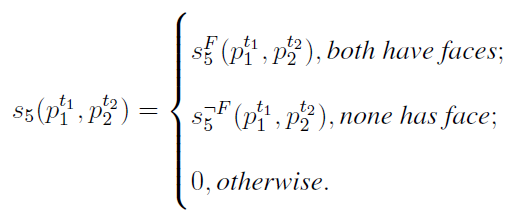 s_5(p_1^{t_1}, p_2^{t_2}) = {
s_5^F(p_1^{t_1}, p_2^{t_2}), both have faces;
s_5^{¬F}(p_1^{t_1}, p_2^{t_2}), none has face;
0, otherwise.